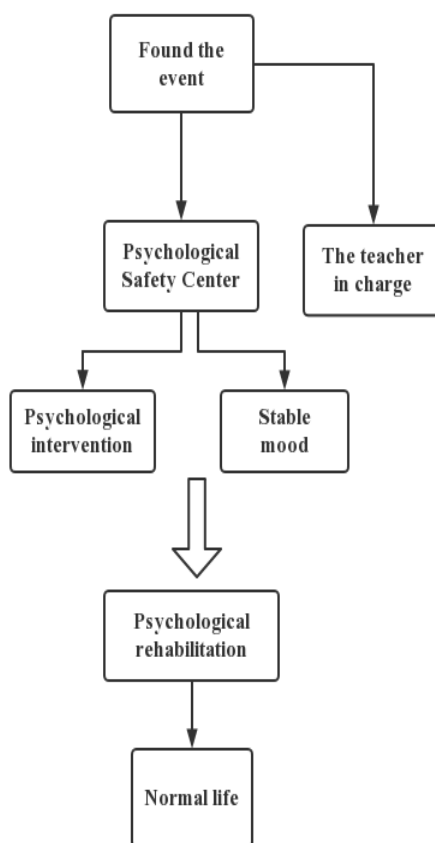 Found the
event
Psychological
Safety Center
The teacher
in charge
Psychological
intervention
Stable
mood
Psychological
rehabilitation
Normal life